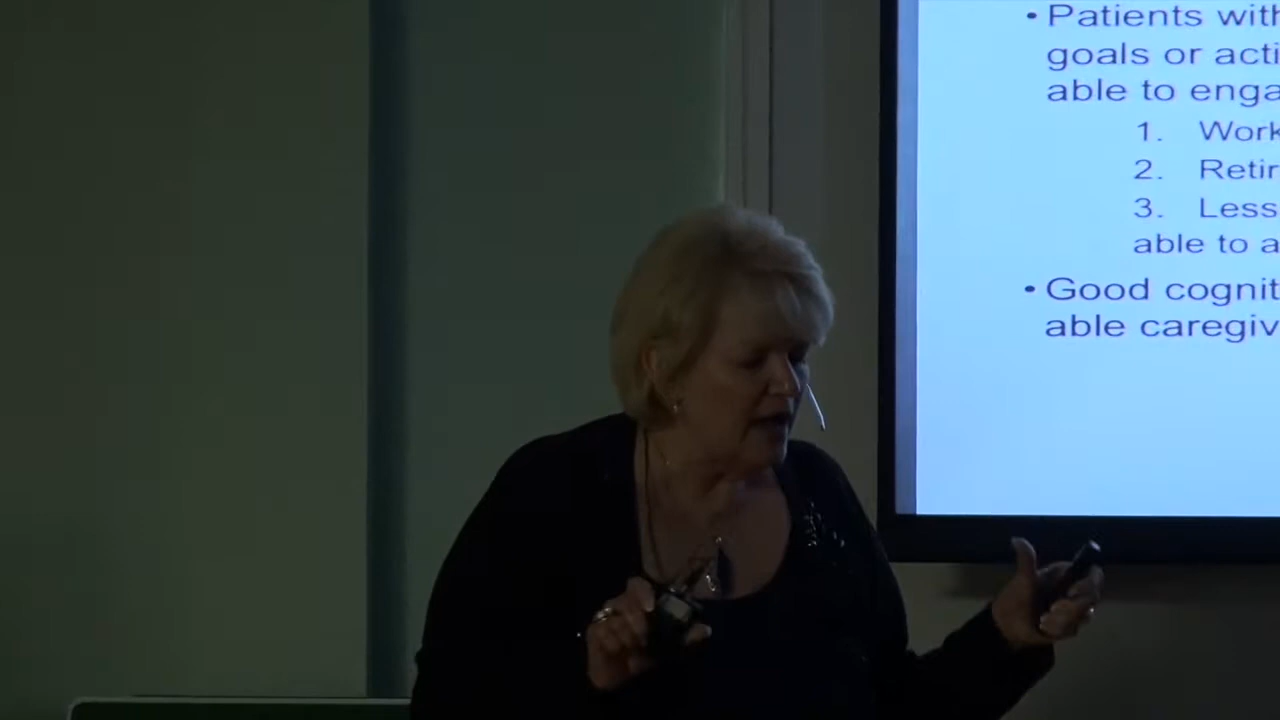 • Patients with
goals or acti
able to enga
1. Work
2. Retir
3. Less
able to a
• Good cognit
able caregiv